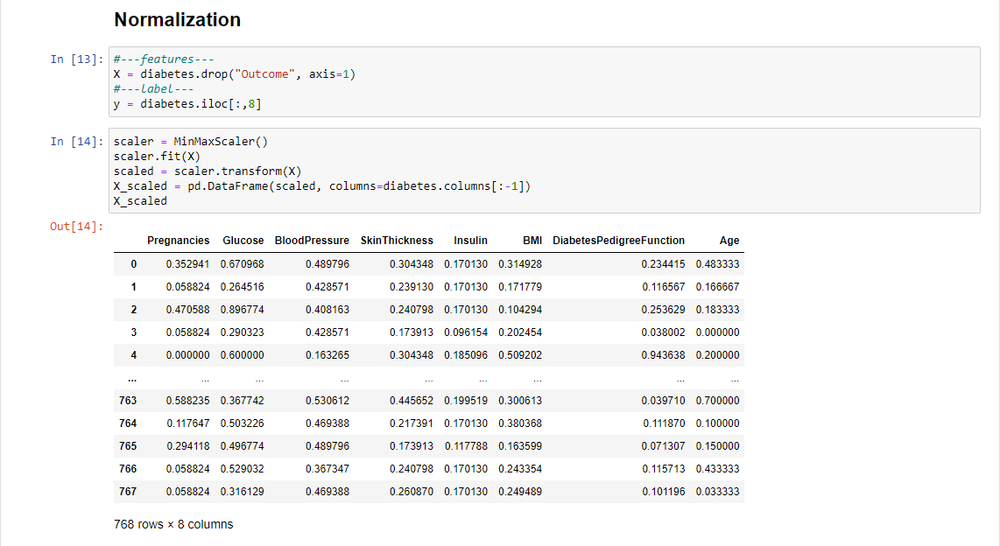 Normalization
In [13]: #---features---
X = diabetes.drop("Outcome", axis=1)
#---label---
y = diabetes.iloc[:,8]
In [14]: scaler = MinMaxScaler()
scaler.fit(X)
scaled = scaler.transform(X)
X_scaled = pd.DataFrame(scaled, columns=diabetes.columns[:-1])
X_scaled
Out[14]:
Pregnancies Glucose BloodPressure SkinThickness Insulin BMI DiabetesPedigreeFunction Age
0 0.352941 0.670968 0.489796 0.304348 0.170130 0.314928 0.234415 0.483333
1 0.058824 0.264516 0.428571 0.239130 0.170130 0.171779 0.116567 0.166667
2 0.470588 0.896774 0.408163 0.240798 0.170130 0.104294 0.253629 0.183333
3 0.058824 0.290323 0.428571 0.173913 0.096154 0.202454 0.038002 0.000000
4 0.000000 0.600000 0.163265 0.304348 0.185096 0.509202 0.943638 0.200000
... ... ... ... ... ... ... ... ...
763 0.588235 0.367742 0.530612 0.445652 0.199519 0.300613 0.039710 0.700000
764 0.117647 0.503226 0.469388 0.217391 0.170130 0.380368 0.111870 0.100000
765 0.294118 0.496774 0.489796 0.173913 0.117788 0.163599 0.071307 0.150000
766 0.058824 0.529032 0.367347 0.240798 0.170130 0.243354 0.115713 0.433333
767 0.058824 0.316129 0.469388 0.260870 0.170130 0.249489 0.101196 0.033333
768 rows × 8 columns